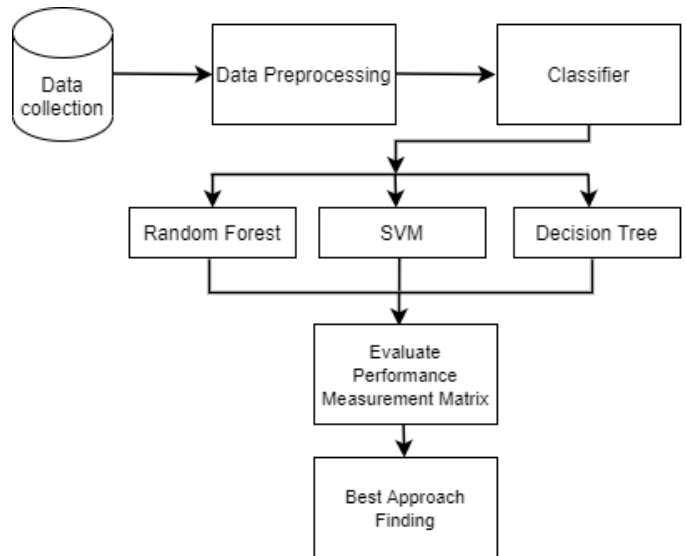 Data
collection
Data Preprocessing
Classifier
Random Forest
SVM
Decision Tree
Evaluate
Performance
Measurement Matrix
Best Approach
Finding